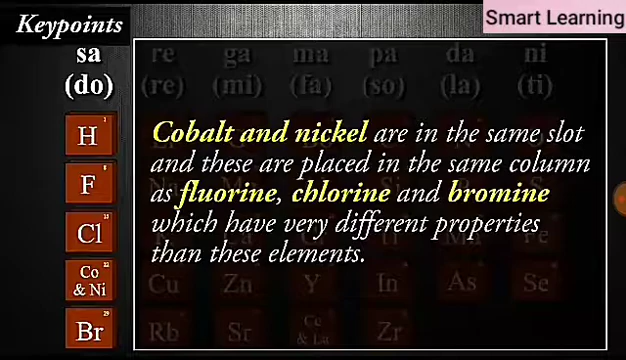 Keypoints
Smart Learning
sa re ga ma pa da ni
(do) (re) (mi) (fa) (so) (la) (ti)
H
Cobalt and nickel are in the same slot
and these are placed in the same column
as fluorine, chlorine and bromine
which have very different properties
than these elements.
F
Cl
Co
& Ni
Cu Zn Y In As Se
Br
Rb Sr Ce
& La Zr